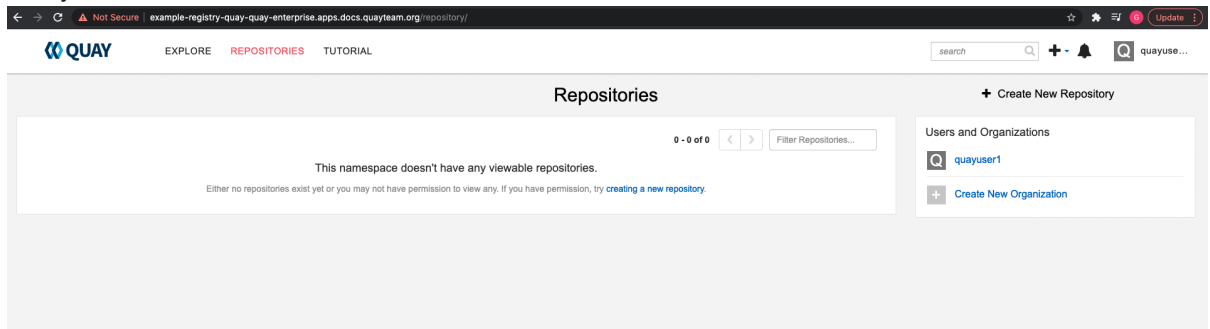 Not Secure | example-registry-quay-quay-enterprise.apps.docs.quayteam.org/repository/
G Update
QUAY EXPLORE REPOSITORIES TUTORIAL search Q quayuse...
Repositories + Create New Repository
0 - 0 of 0 < > Filter Repositories...
Users and Organizations
This namespace doesn't have any viewable repositories.
Q quayuser1
Either no repositories exist yet or you may not have permission to view any. If you have permission, try creating a new repository.
+ Create New Organization